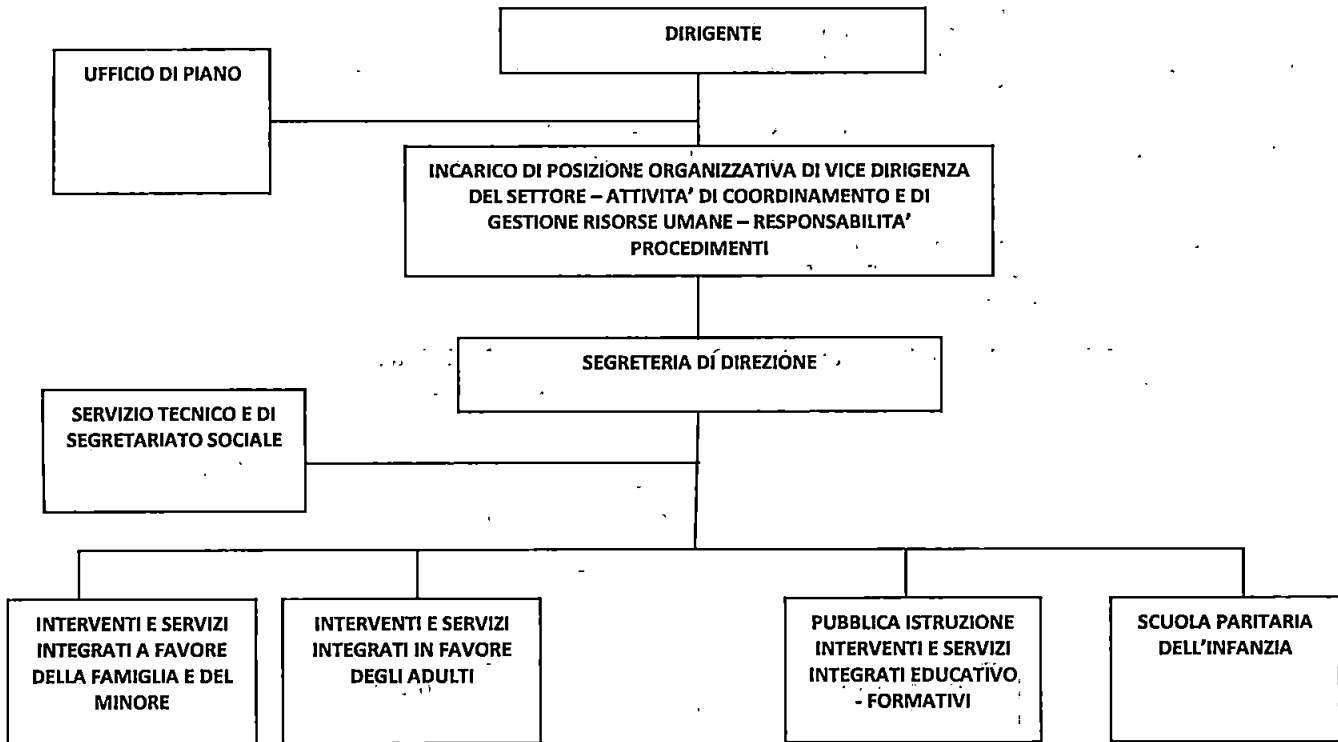 DIRIGENTE
UFFICIO DI PIANO
INCARICO DI POSIZIONE ORGANIZZATIVA DI VICE DIRIGENZA
DEL SETTORE – ATTIVITA' DI COORDINAMENTO E DI
GESTIONE RISORSE UMANE – RESPONSABILITA'
PROCEDIMENTI
SEGRETERIA DI DIREZIONE
SERVIZIO TECNICO E DI
SEGRETARIATO SOCIALE
INTERVENTI E SERVIZI
INTEGRATI A FAVORE
DELLA FAMIGLIA E DEL
MINORE
INTERVENTI E SERVIZI
INTEGRATI IN FAVORE
DEGLI ADULTI
PUBBLICA ISTRUZIONE
INTERVENTI E SERVIZI
INTEGRATI EDUCATIVO
- FORMATIVI
SCUOLA PARITARIA
DELL'INFANZIA